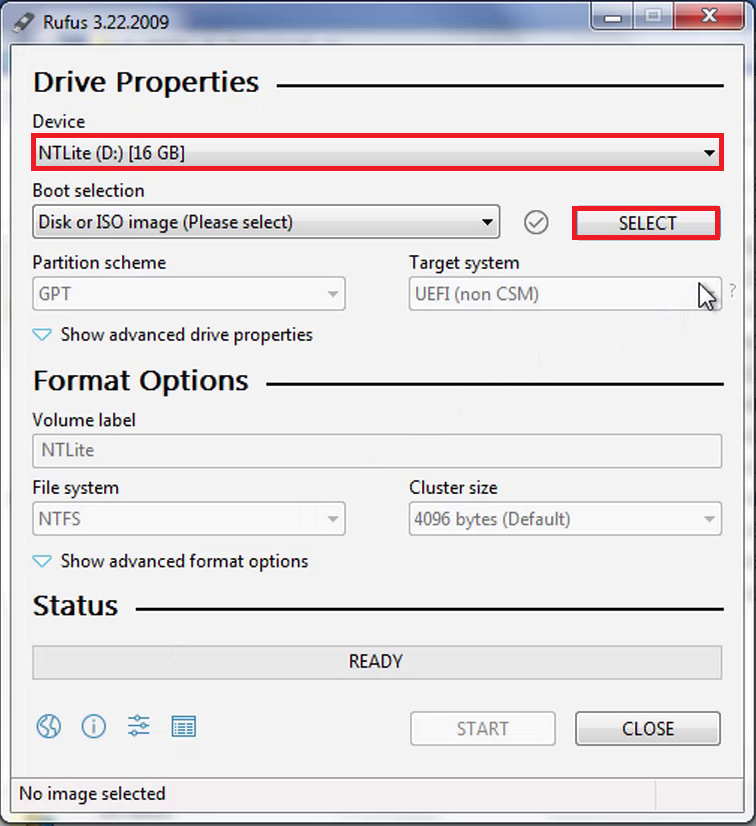 Rufus 3.22.2009
Drive Properties
Device
NTLite (D:) [16 GB]
Boot selection
Disk or ISO image (Please select)
SELECT
Partition scheme
Target system
GPT
UEFI (non CSM)
?
Show advanced drive properties
Format Options
Volume label
NTLite
File system
Cluster size
NTFS
4096 bytes (Default)
Show advanced format options
Status
READY
START
CLOSE
No image selected